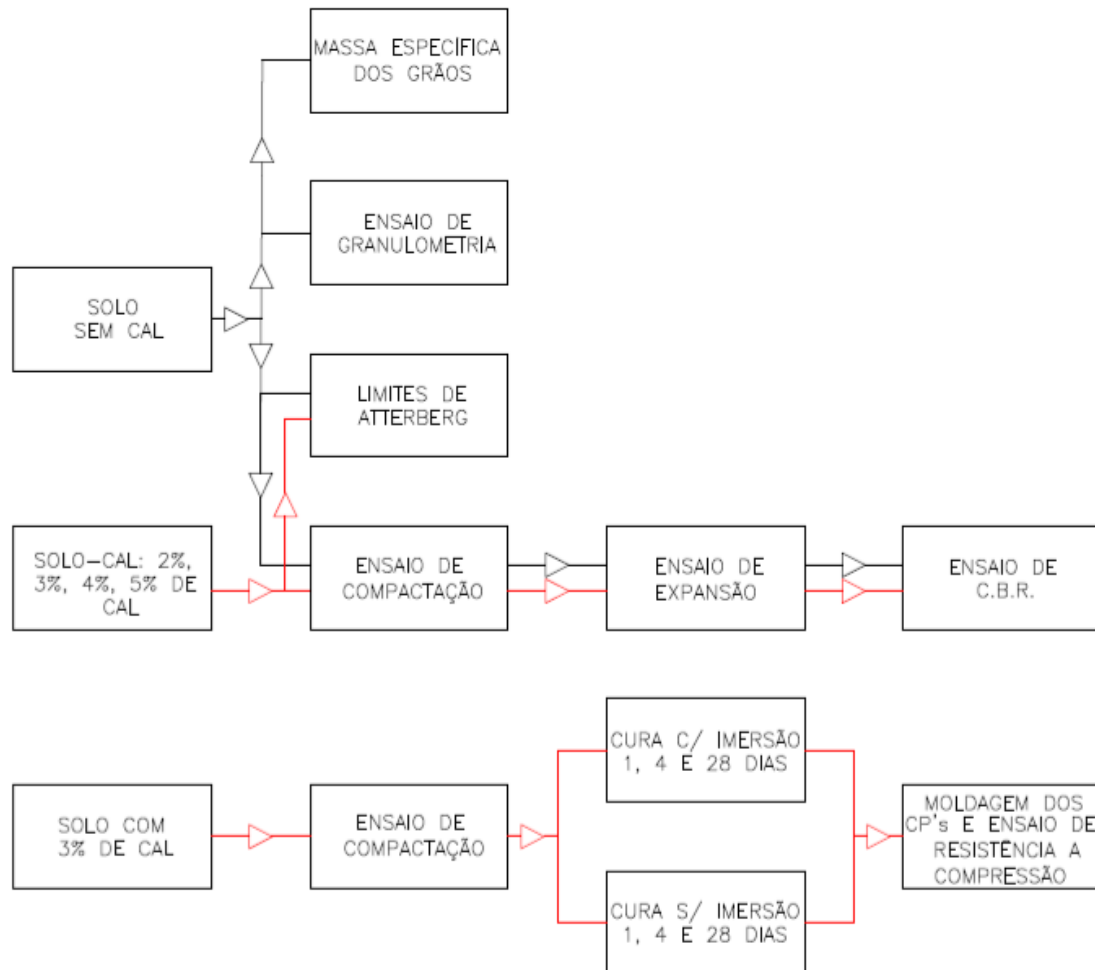 MASSA ESPECÍFICA
DOS GRÃOS
ENSAIO DE
GRANULOMETRIA
SOLO
SEM CAL
LIMITES DE
ATTERBERG
SOLO-CAL: 2%,
3%, 4%, 5% DE
CAL
ENSAIO DE
COMPACTAÇÃO
ENSAIO DE
EXPANSÃO
ENSAIO DE
C.B.R.
CURA C/ IMERSÃO
1, 4 E 28 DIAS
SOLO COM
3% DE CAL
ENSAIO DE
COMPACTAÇÃO
MOLDAGEM DOS
CP's E ENSAIO DE
RESISTÊNCIA A
COMPRESSÃO
CURA S/ IMERSÃO
1, 4 E 28 DIAS